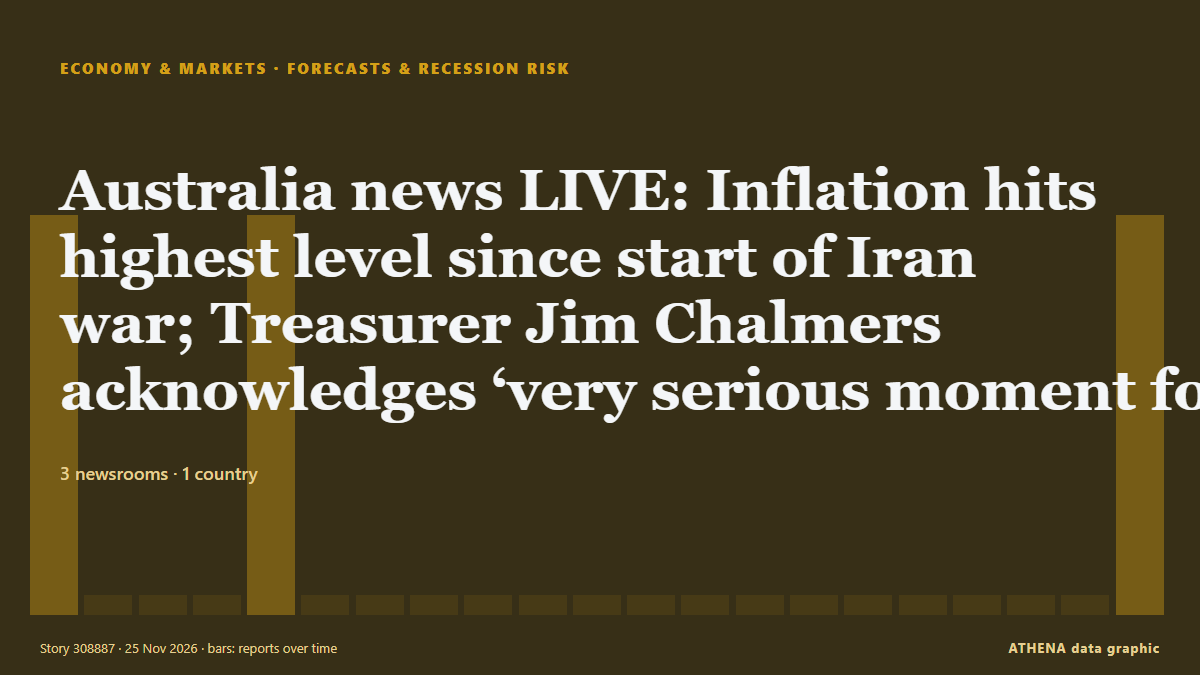 ECONOMY & MARKETS · FORECASTS & RECESSION RISK
Australia news LIVE: Inflation hits
highest level since start of Iran
war; Treasurer Jim Chalmers
acknowledges ‘very serious moment fo
3 newsrooms · 1 country
Story 308887 · 25 Nov 2026 · bars: reports over time
ATHENA data graphic